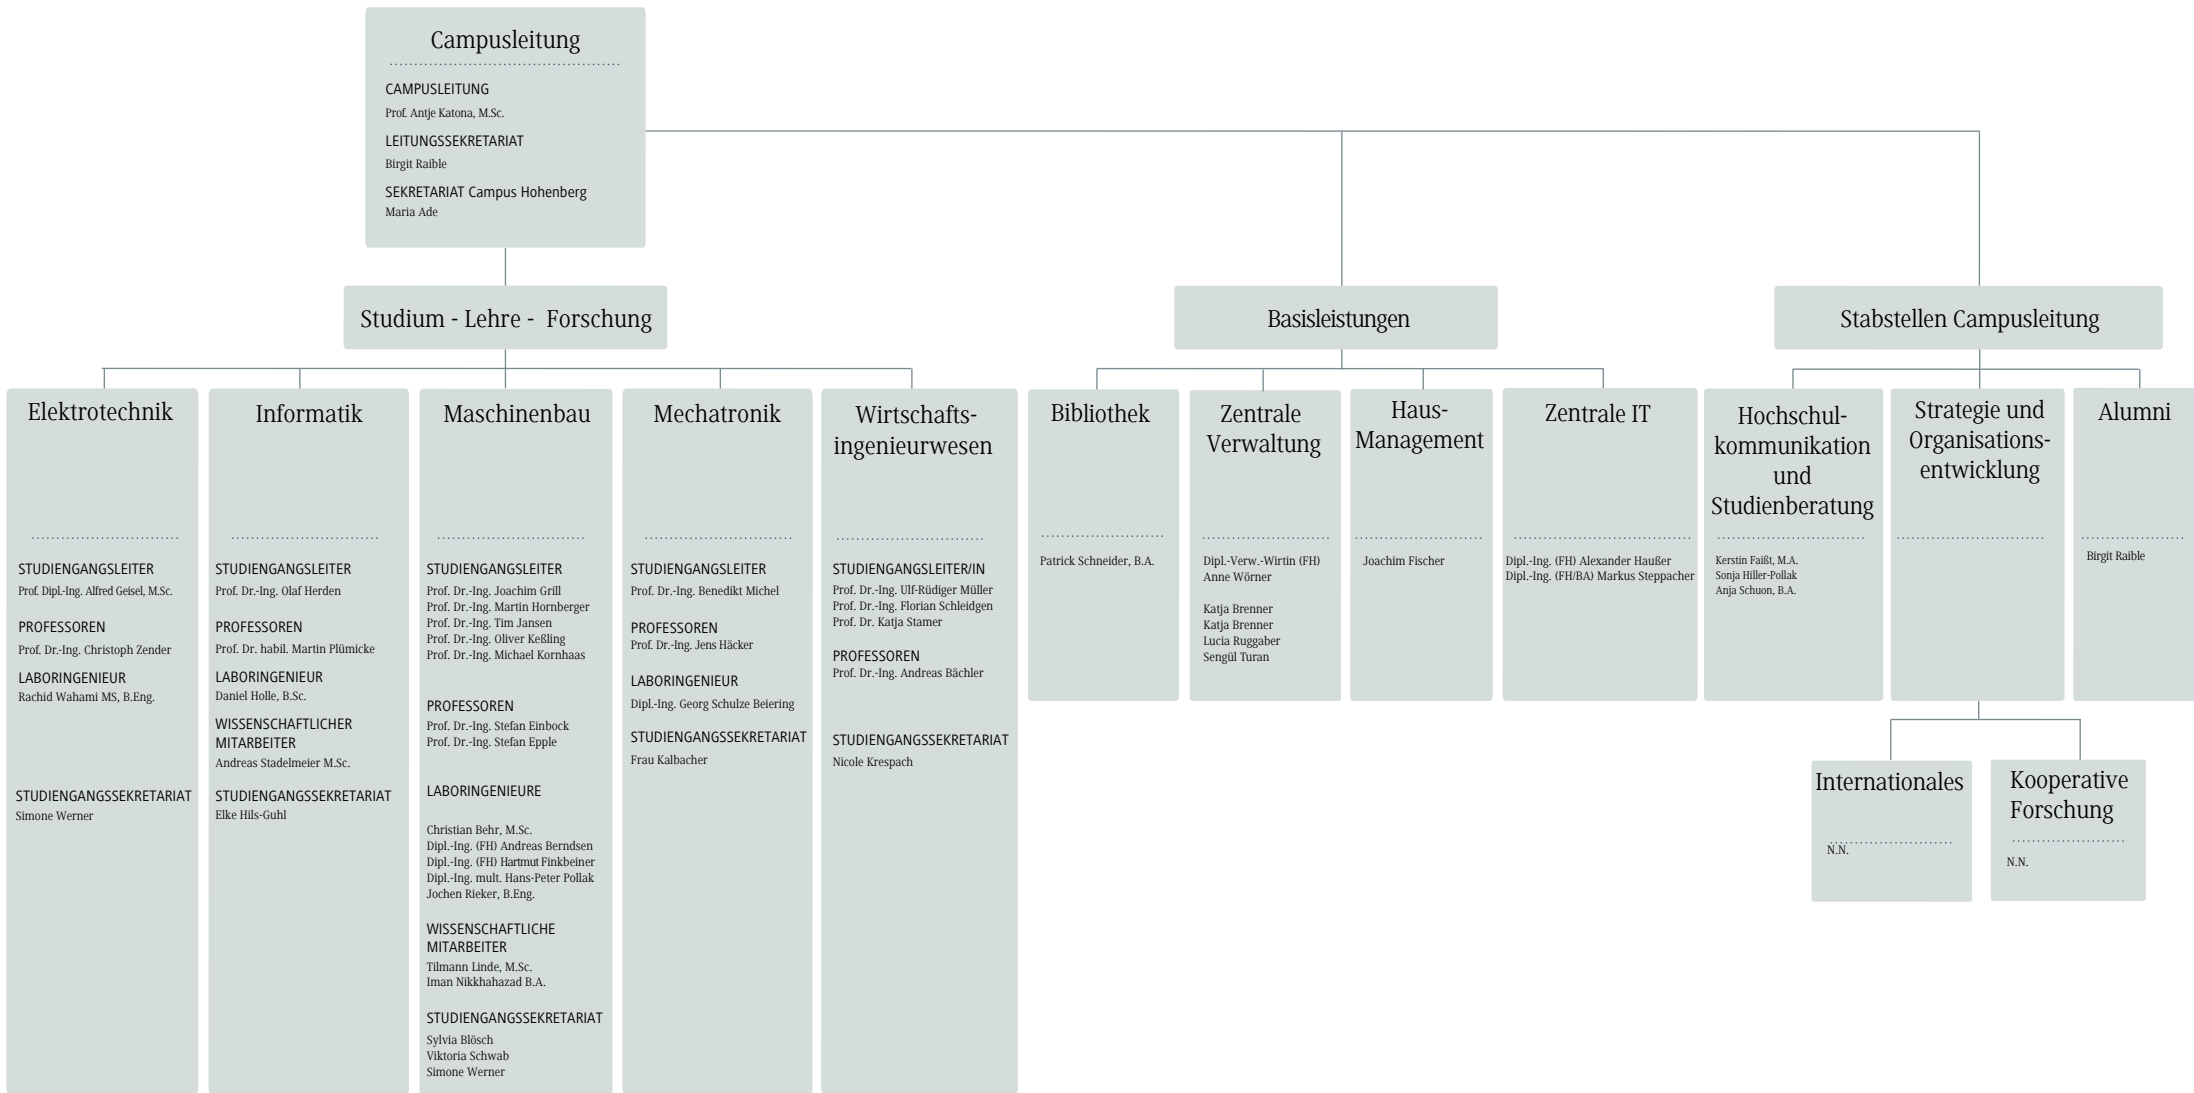 Campusleitung
CAMPUSLEITUNG
Prof. Antje Katona, M.Sc.
LEITUNGSSEKRETARIAT
Birgit Raible
SEKRETARIAT Campus Hohenberg
Maria Ade
Studium - Lehre - Forschung
Basisleistungen
Stabstellen Campusleitung
Elektrotechnik
STUDIENGANGSLEITER
Prof. Dipl.-Ing. Alfred Geisel, M.Sc.
PROFESSOREN
Prof. Dr.-Ing. Christoph Zender
LABORINGENIEUR
Rachid Wahami MS, B.Eng.
STUDIENGANGSSEKRETARIAT
Simone Werner
Informatik
STUDIENGANGSLEITER
Prof. Dr.-Ing. Olaf Herden
PROFESSOREN
Prof. Dr. habil. Martin Plümicke
LABORINGENIEUR
Daniel Holle, B.Sc.
WISSENSCHAFTLICHER
MITARBEITER
Andreas Stadelmeier M.Sc.
STUDIENGANGSSEKRETARIAT
Elke Hils-Guhl
Maschinenbau
STUDIENGANGSLEITER
Prof. Dr.-Ing. Joachim Grill
Prof. Dr.-Ing. Martin Hornberger
Prof. Dr.-Ing. Tim Jansen
Prof. Dr.-Ing. Oliver Keßling
Prof. Dr.-Ing. Michael Kornhaas
PROFESSOREN
Prof. Dr.-Ing. Stefan Einbock
Prof. Dr.-Ing. Stefan Epple
LABORINGENIEURE
Christian Behr, M.Sc.
Dipl.-Ing. (FH) Andreas Berndsen
Dipl.-Ing. (FH) Hartmut Finkbeiner
Dipl.-Ing. mult. Hans-Peter Pollak
Jochen Rieker, B.Eng.
WISSENSCHAFTLICHE
MITARBEITER
Tilmann Linde, M.Sc.
Iman Nikkhahazad B.A.
STUDIENGANGSSEKRETARIAT
Sylvia Blösch
Viktoria Schwab
Simone Werner
Mechatronik
STUDIENGANGSLEITER
Prof. Dr.-Ing. Benedikt Michel
PROFESSOREN
Prof. Dr.-Ing. Jens Häcker
LABORINGENIEUR
Dipl.-Ing. Georg Schulze Beiering
STUDIENGANGSSEKRETARIAT
Frau Kalbacher
Wirtschafts-
ingenieurwesen
STUDIENGANGSLEITER/IN
Prof. Dr.-Ing. Ulf-Rüdiger Müller
Prof. Dr.-Ing. Florian Schleidgen
Prof. Dr. Katja Stamer
PROFESSOREN
Prof. Dr.-Ing. Andreas Bächler
STUDIENGANGSSEKRETARIAT
Nicole Krespach
Bibliothek
Patrick Schneider, B.A.
Zentrale
Verwaltung
Dipl.-Verw.-Wirtin (FH)
Anne Wörner
Katja Brenner
Katja Brenner
Lucia Ruggaber
Sengül Turan
Haus-
Management
Joachim Fischer
Zentrale IT
Dipl.-Ing. (FH) Alexander Haußer
Dipl.-Ing. (FH/BA) Markus Steppacher
Hochschul-
kommunikation
und
Studienberatung
Kerstin Faißt, M.A.
Sonja Hiller-Pollak
Anja Schuon, B.A.
Strategie und
Organisations-
entwicklung
Alumni
Birgit Raible
Internationales
N.N.
Kooperative
Forschung
N.N.